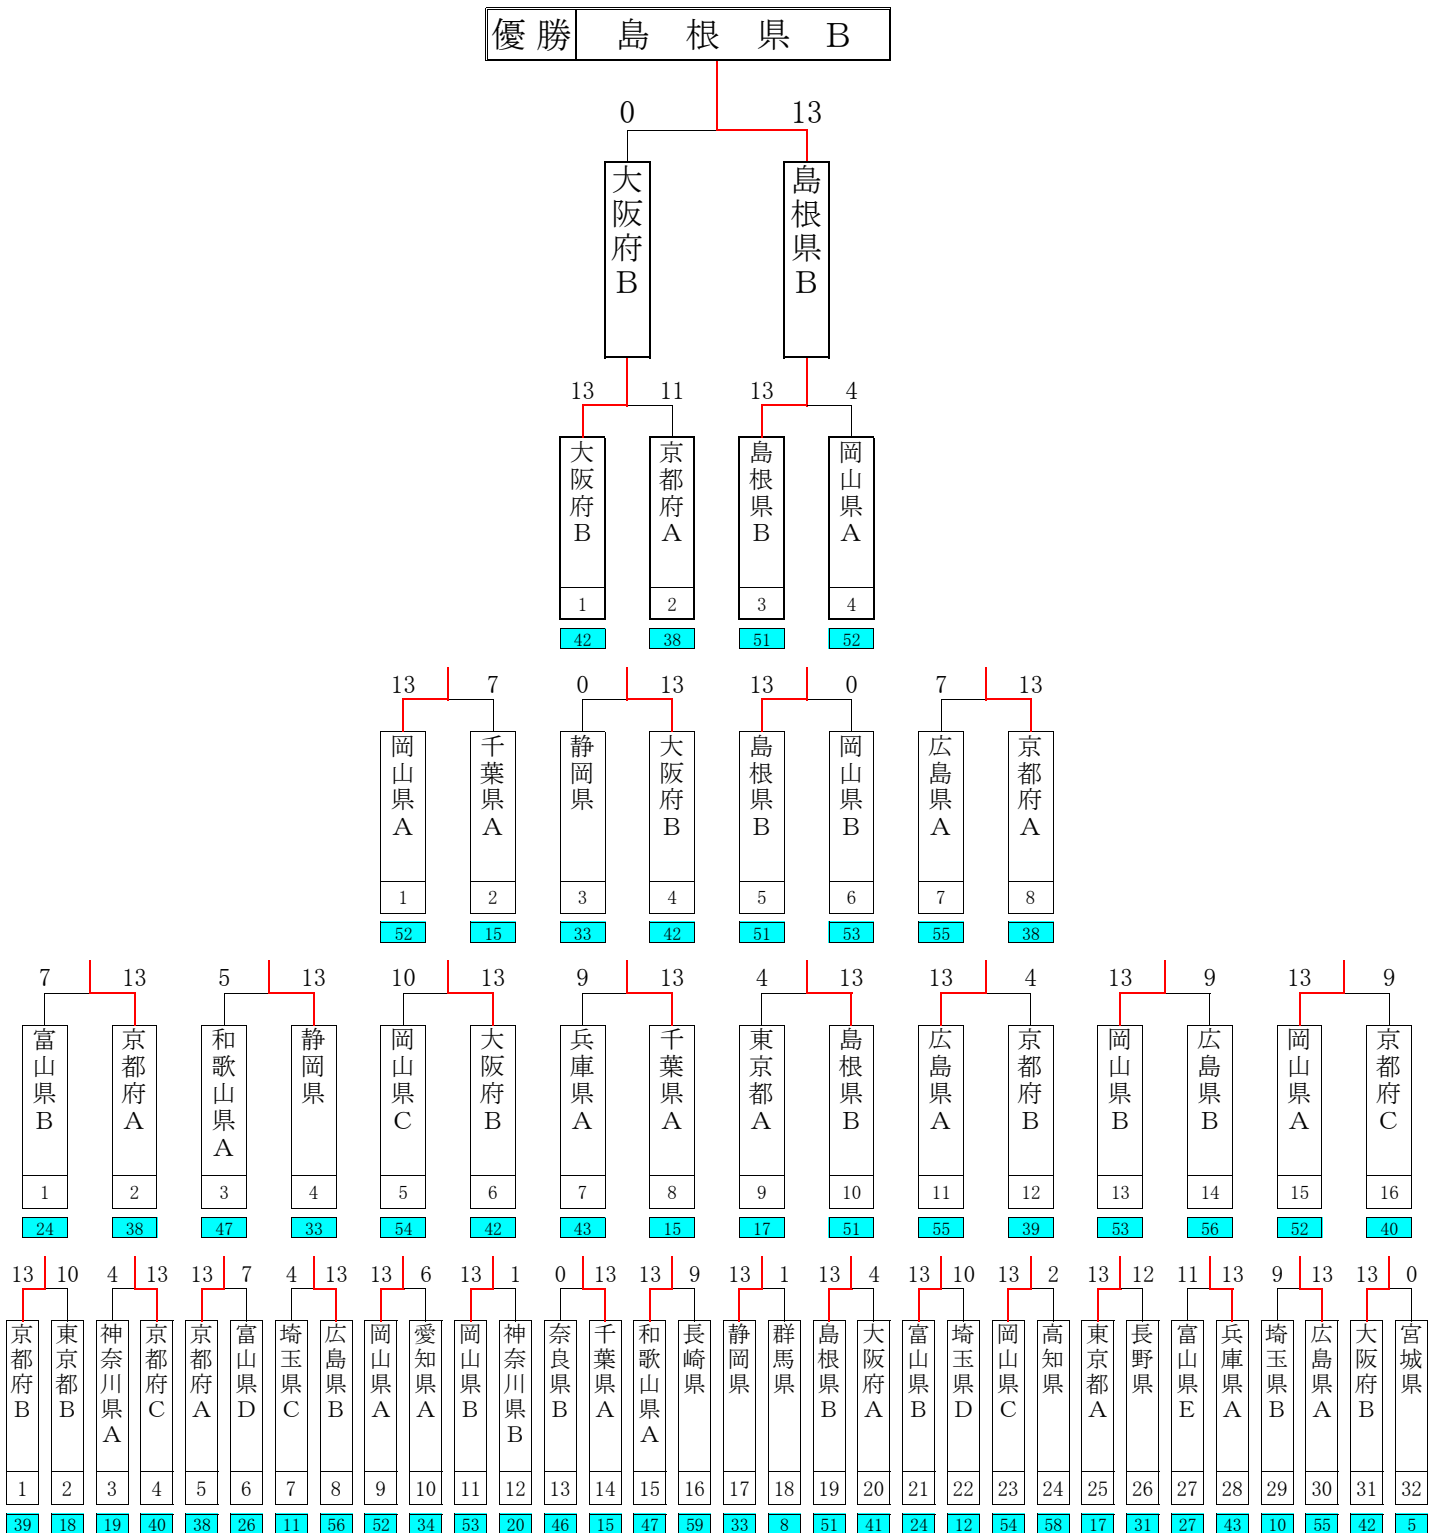 優勝 島根県B
0 13
大阪府B 島根県B
13 11 13 4
大阪府B 京都府A 島根県B 岡山県A
1 2 3 4
42 38 51 52
13 7 0 13 13 0 7 13
岡山県A 千葉県A 静岡県 大阪府B 島根県B 岡山県B 広島県A 京都府A
1 2 3 4 5 6 7 8
52 15 33 42 51 53 55 38
7 13 5 13 10 13 9 13 4 13 13 4 13 9 13 9
富山県B 京都府A 和歌山県A 静岡県 岡山県C 大阪府B 兵庫県A 千葉県A 東京都A 島根県B 広島県A 京都府B 岡山県B 広島県B 岡山県A 京都府C
1 2 3 4 5 6 7 8 9 10 11 12 13 14 15 16
24 38 47 33 54 42 43 15 17 51 55 39 53 56 52 40
13 10 4 13 13 7 4 13 13 6 13 1 0 13 13 9 13 1 13 4 13 10 13 2 13 12 11 13 9 13 13 0
京都府B 東京都B 神奈川県A 京都府C 京都府A 富山県D 埼玉県C 広島県B 岡山県A 愛知県A 岡山県B 神奈川県B 奈良県B 千葉県A 和歌山県A 長崎県 静岡県 群馬県 島根県B 大阪府A 富山県B 埼玉県D 岡山県C 高知県 東京都A 長野県 富山県E 兵庫県A 埼玉県B 広島県A 大阪府B 宮城県
1 2 3 4 5 6 7 8 9 10 11 12 13 14 15 16 17 18 19 20 21 22 23 24 25 26 27 28 29 30 31 32
39 18 19 40 38 26 11 56 52 34 53 20 46 15 47 59 33 8 51 41 24 12 54 58 17 31 27 43 10 55 42 5